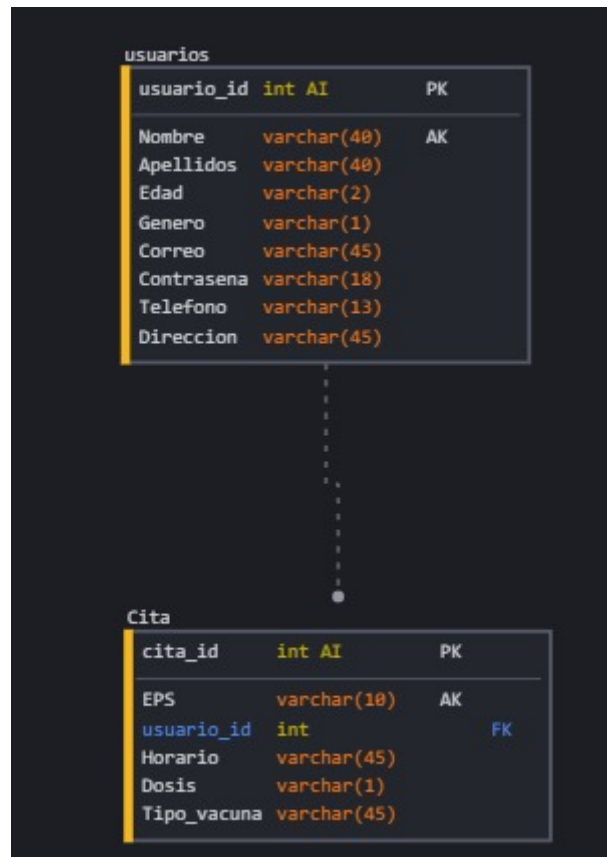 usuarios
usuario_id int AI PK
Nombre varchar(40) AK
Apellidos varchar(40)
Edad varchar(2)
Genero varchar(1)
Correo varchar(45)
Contrasena varchar(18)
Telefono varchar(13)
Direccion varchar(45)
Cita
cita_id int AI PK
EPS varchar(10) AK
usuario_id int FK
Horario varchar(45)
Dosis varchar(1)
Tipo_vacuna varchar(45)